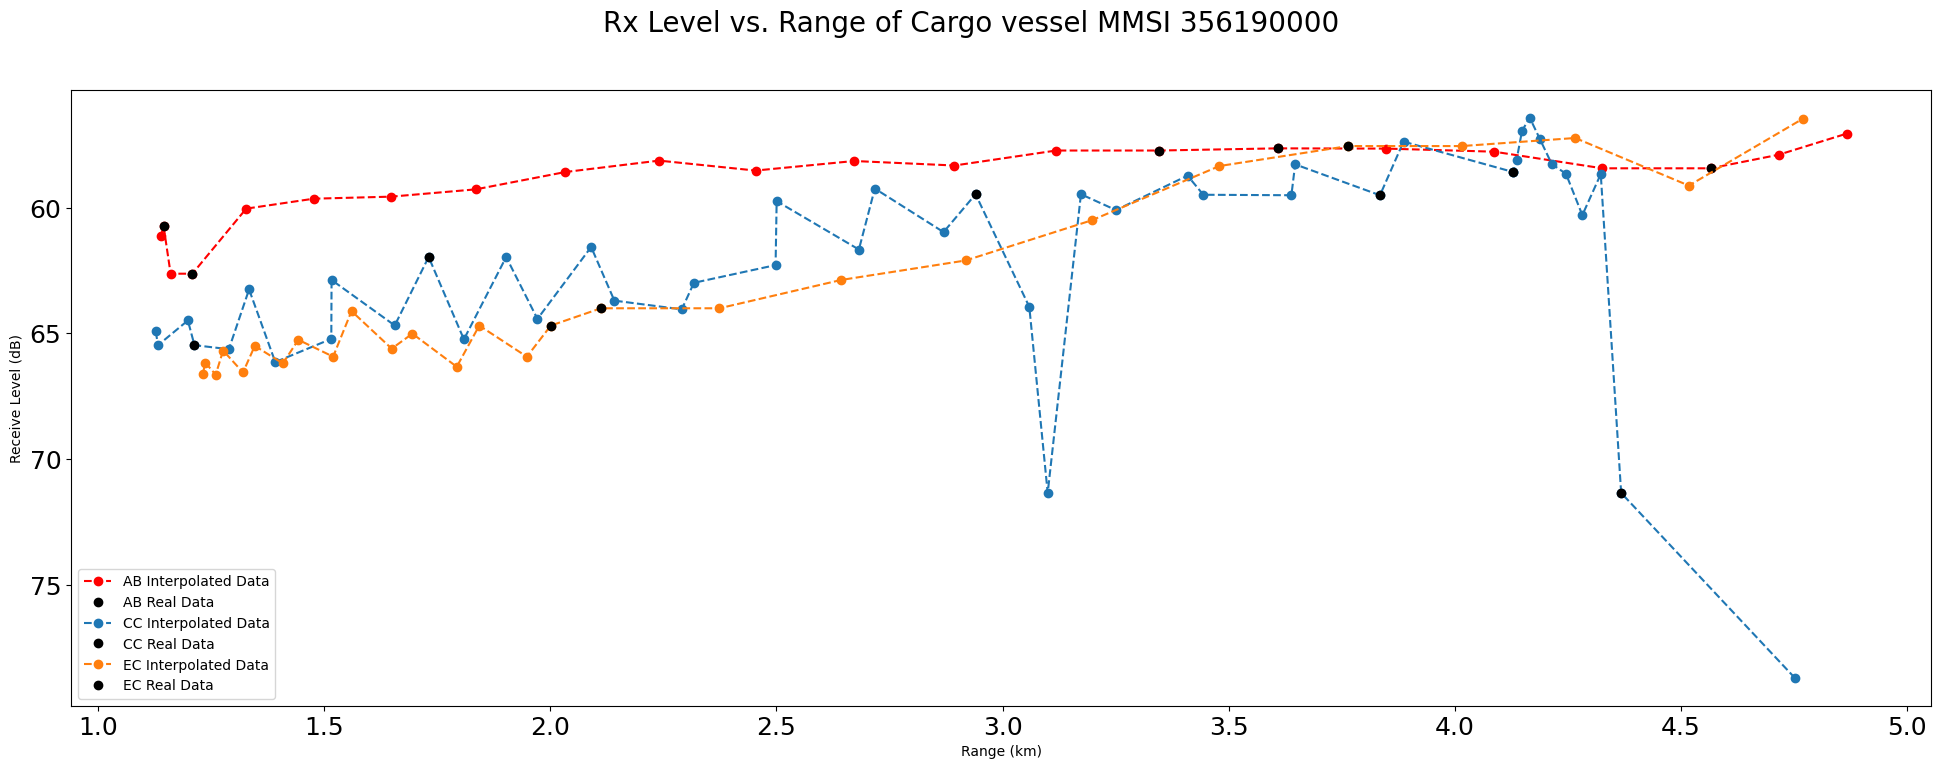 Rx Level vs. Range of Cargo vessel MMSI 356190000
60
65
70
75
Receive Level (dB)
AB Interpolated Data
AB Real Data
CC Interpolated Data
CC Real Data
EC Interpolated Data
EC Real Data
1.0 1.5 2.0 2.5 3.0 3.5 4.0 4.5 5.0
Range (km)